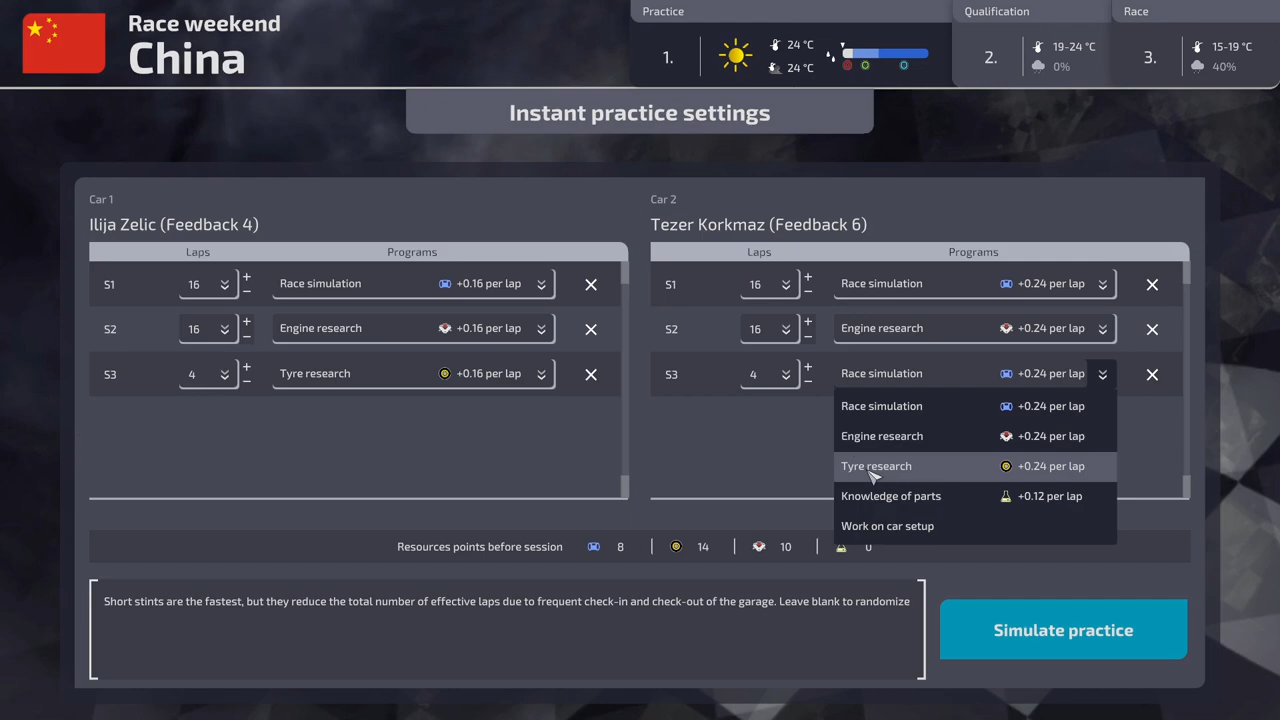 Race weekend
China
Practice
1.
24 °C
24 °C
Qualification
2.
19-24 °C
0%
Race
3.
15-19 °C
40%
Instant practice settings
Car 1
Ilija Zelic (Feedback 4)
Laps Programs
S1 16 + − Race simulation +0.16 per lap
S2 16 + − Engine research +0.16 per lap
S3 4 + − Tyre research +0.16 per lap
Car 2
Tezer Korkmaz (Feedback 6)
Laps Programs
S1 16 + − Race simulation +0.24 per lap
S2 16 + − Engine research +0.24 per lap
S3 4 + − Race simulation +0.24 per lap
Race simulation +0.24 per lap
Engine research +0.24 per lap
Tyre research +0.24 per lap
Knowledge of parts +0.12 per lap
Work on car setup
Resources points before session 8 14 10 0
Short stints are the fastest, but they reduce the total number of effective laps due to frequent check-in and check-out of the garage. Leave blank to randomize
Simulate practice